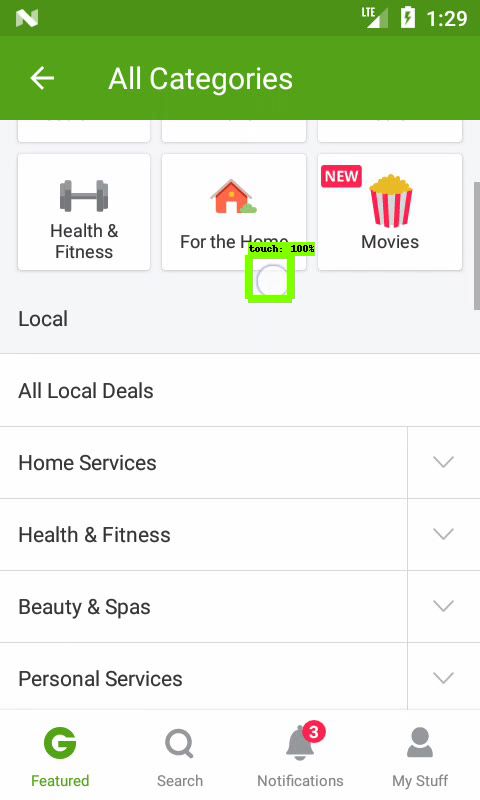 LTE 1:29
All Categories
NEW
Health &
Fitness
For the Home
Movies
touch: 100%
Local
All Local Deals
Home Services
Health & Fitness
Beauty & Spas
Personal Services
3
Featured
Search
Notifications
My Stuff